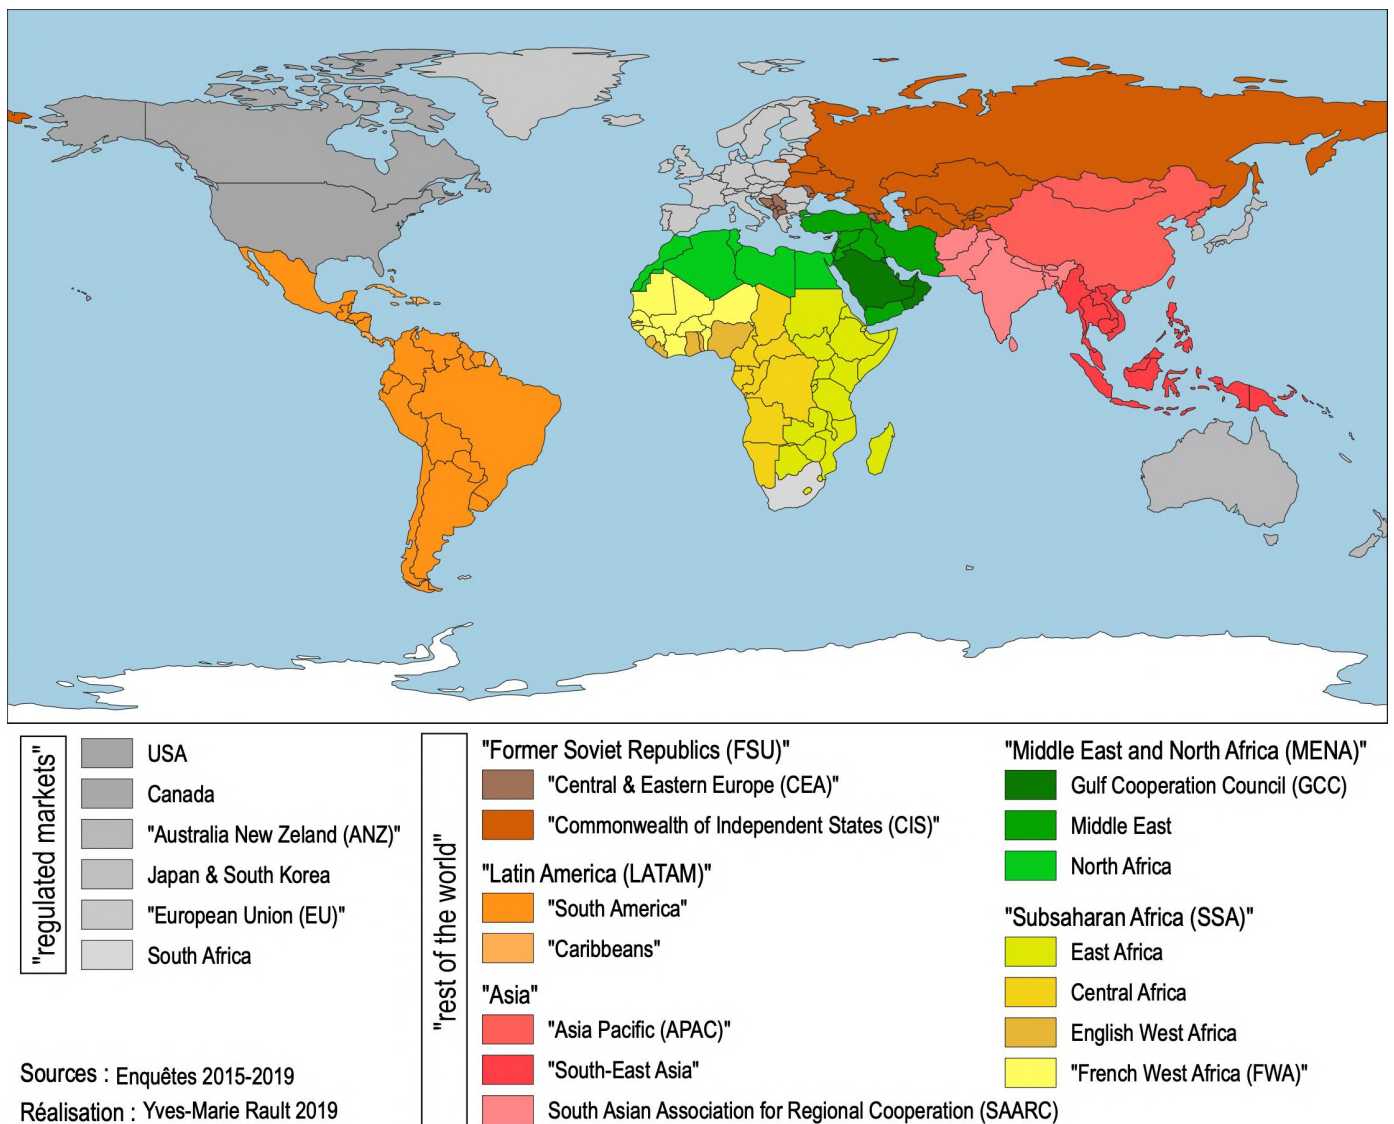 "regulated markets"
USA
Canada
"Australia New Zeland (ANZ)"
Japan & South Korea
"European Union (EU)"
South Africa
Sources : Enquêtes 2015-2019
Réalisation : Yves-Marie Rault 2019
"rest of the world"
"Former Soviet Republics (FSU)"
"Central & Eastern Europe (CEA)"
"Commonwealth of Independent States (CIS)"
"Latin America (LATAM)"
"South America"
"Caribbeans"
"Asia"
"Asia Pacific (APAC)"
"South-East Asia"
South Asian Association for Regional Cooperation (SAARC)
"Middle East and North Africa (MENA)"
Gulf Cooperation Council (GCC)
Middle East
North Africa
"Subsaharan Africa (SSA)"
East Africa
Central Africa
English West Africa
"French West Africa (FWA)"